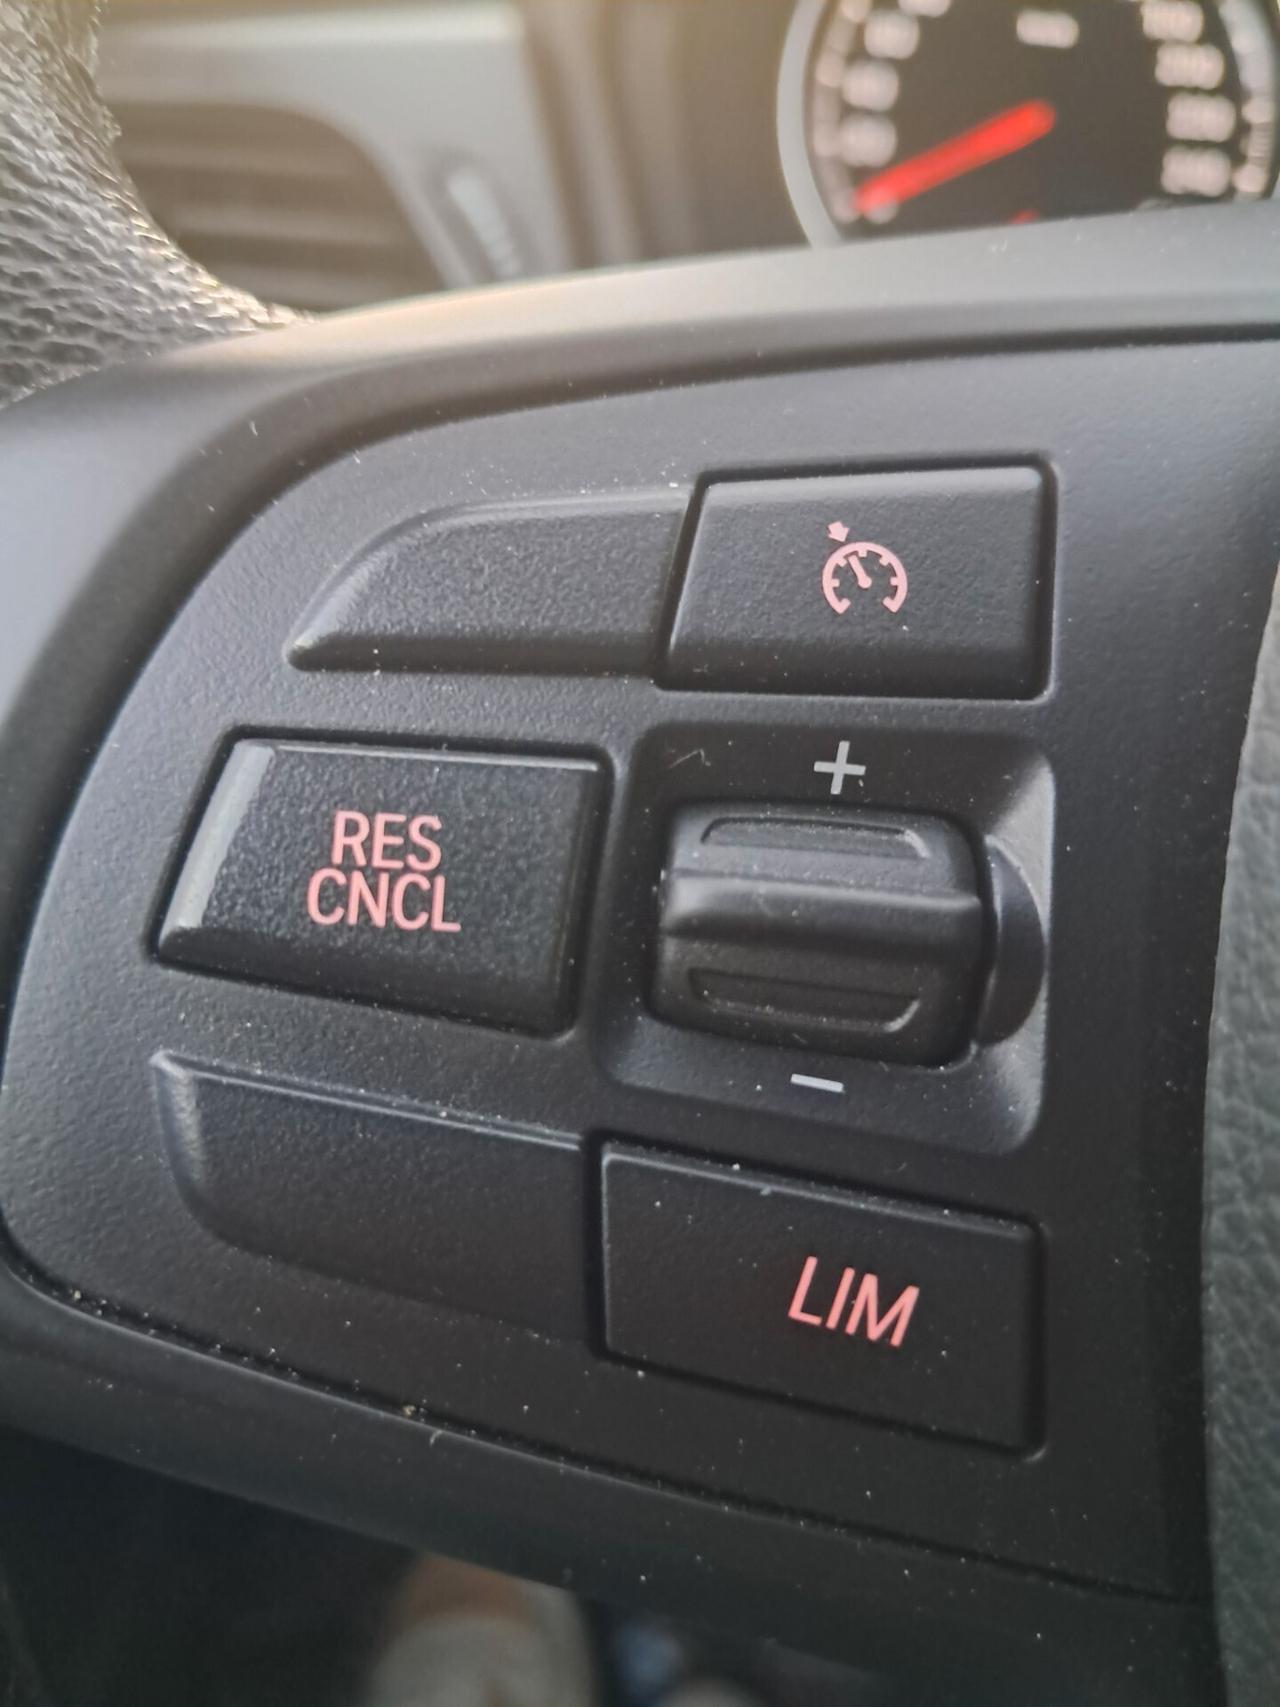 RES
CNCL
+
-
LIM